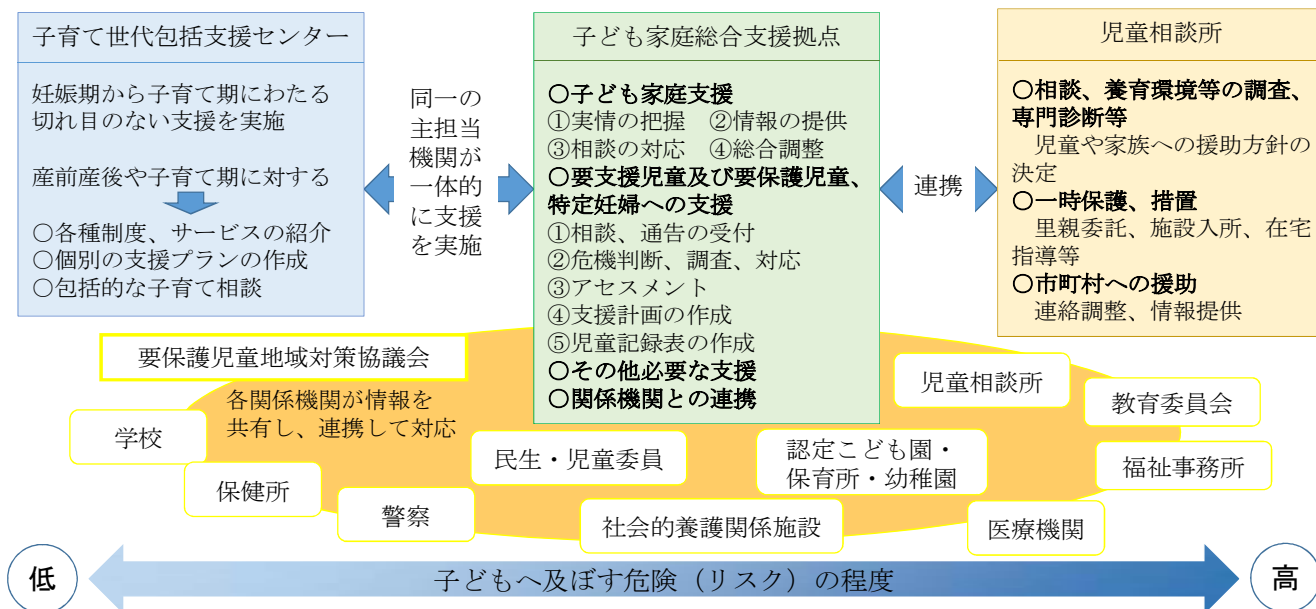 子育て世代包括支援センター
妊娠期から子育て期にわたる
切れ目のない支援を実施
産前産後や子育て期に対する
○各種制度、サービスの紹介
○個別の支援プランの作成
○包括的な子育て相談
同一の
主担当
機関が
一体的
に支援
を実施
子ども家庭総合支援拠点
○子ども家庭支援
①実情の把握　②情報の提供
③相談の対応　④総合調整
○要支援児童及び要保護児童、
特定妊婦への支援
①相談、通告の受付
②危機判断、調査、対応
③アセスメント
④支援計画の作成
⑤児童記録表の作成
○その他必要な支援
○関係機関との連携
連携
児童相談所
○相談、養育環境等の調査、
専門診断等
児童や家族への援助方針の
決定
○一時保護、措置
里親委託、施設入所、在宅
指導等
○市町村への援助
連絡調整、情報提供
要保護児童地域対策協議会
各関係機関が情報を
共有し、連携して対応
学校
保健所
警察
民生・児童委員
社会的養護関係施設
認定こども園・
保育所・幼稚園
児童相談所
教育委員会
福祉事務所
医療機関
低
子どもへ及ぼす危険（リスク）の程度
高